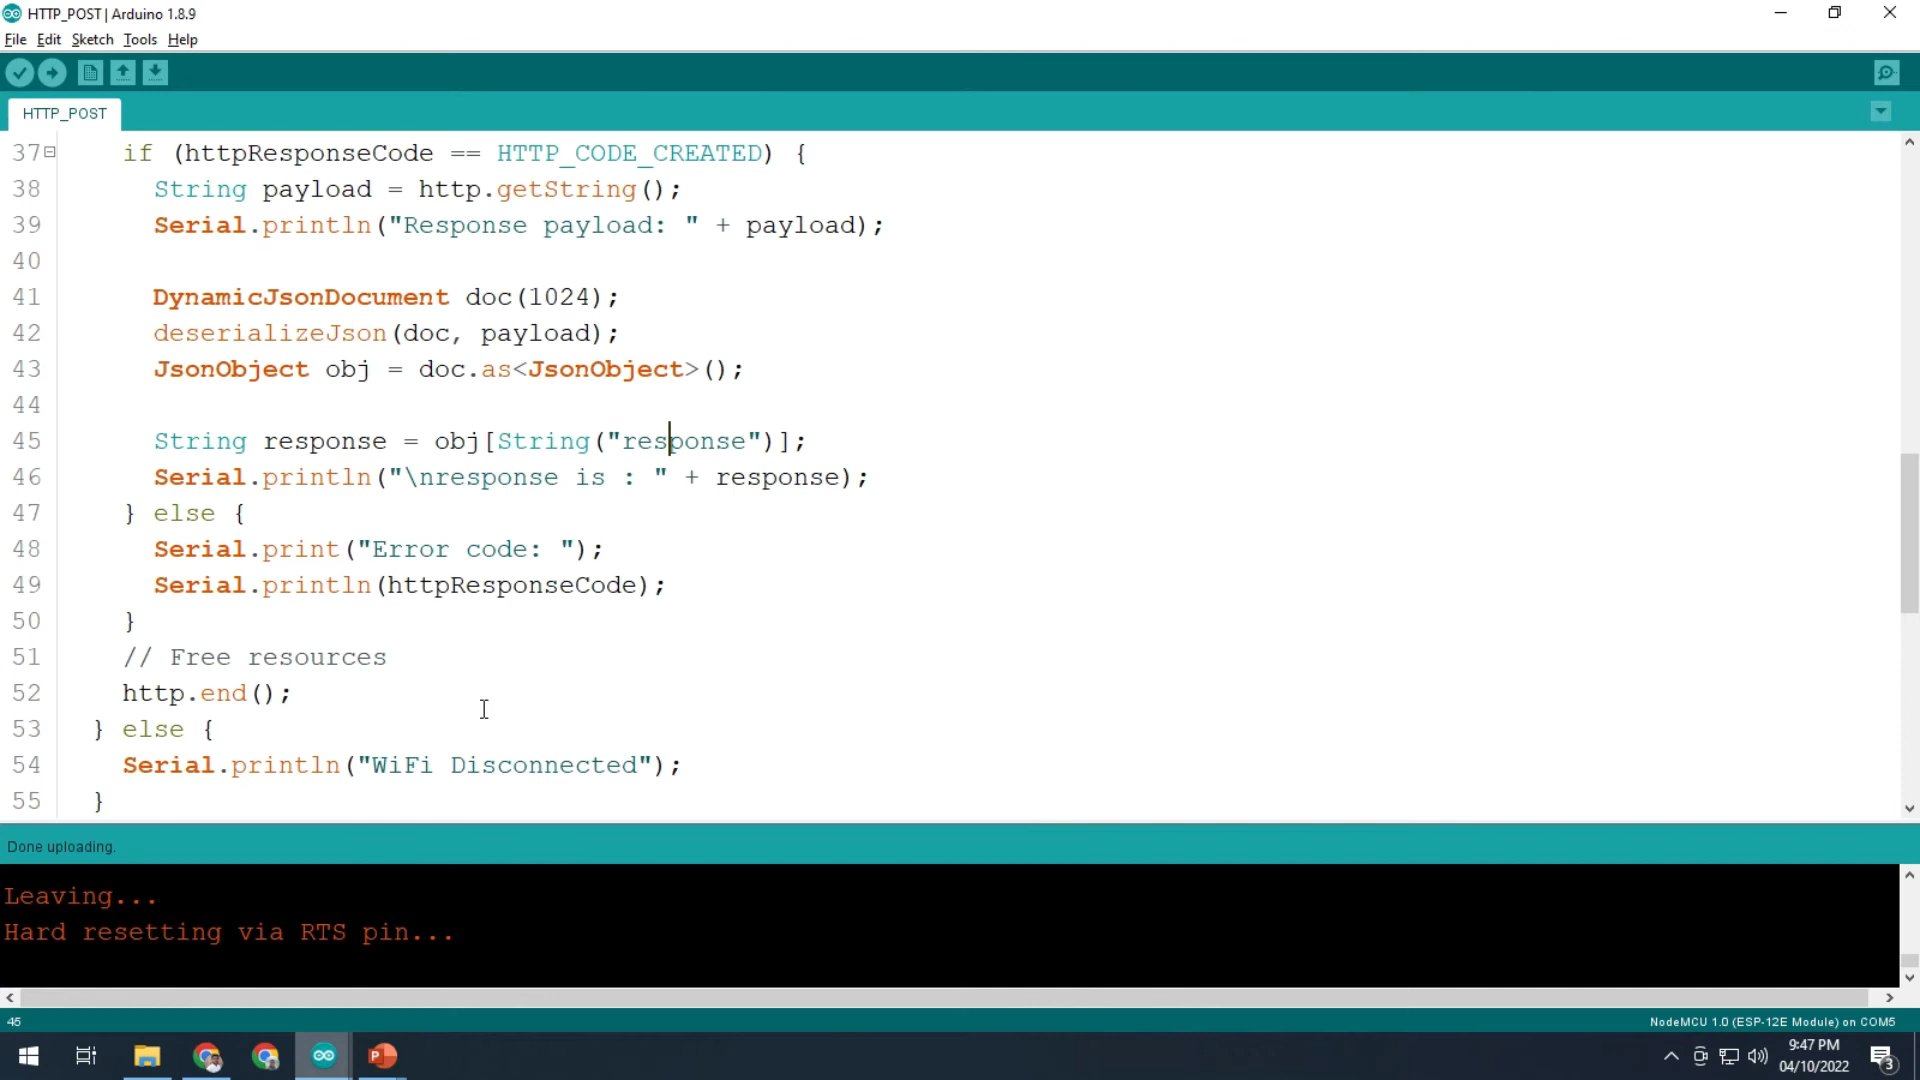 HTTP_POST | Arduino 1.8.9
File Edit Sketch Tools Help
HTTP_POST
37 if (httpResponseCode == HTTP_CODE_CREATED) {
38 String payload = http.getString();
39 Serial.println("Response payload: " + payload);
40
41 DynamicJsonDocument doc(1024);
42 deserializeJson(doc, payload);
43 JsonObject obj = doc.as<JsonObject>();
44
45 String response = obj[String("response")];
46 Serial.println("\nresponse is : " + response);
47 } else {
48 Serial.print("Error code: ");
49 Serial.println(httpResponseCode);
50 }
51 // Free resources
52 http.end();
53 } else {
54 Serial.println("WiFi Disconnected");
55 }
Done uploading.
Leaving...
Hard resetting via RTS pin...
45
NodeMCU 1.0 (ESP-12E Module) on COM5
9:47 PM
04/10/2022
3